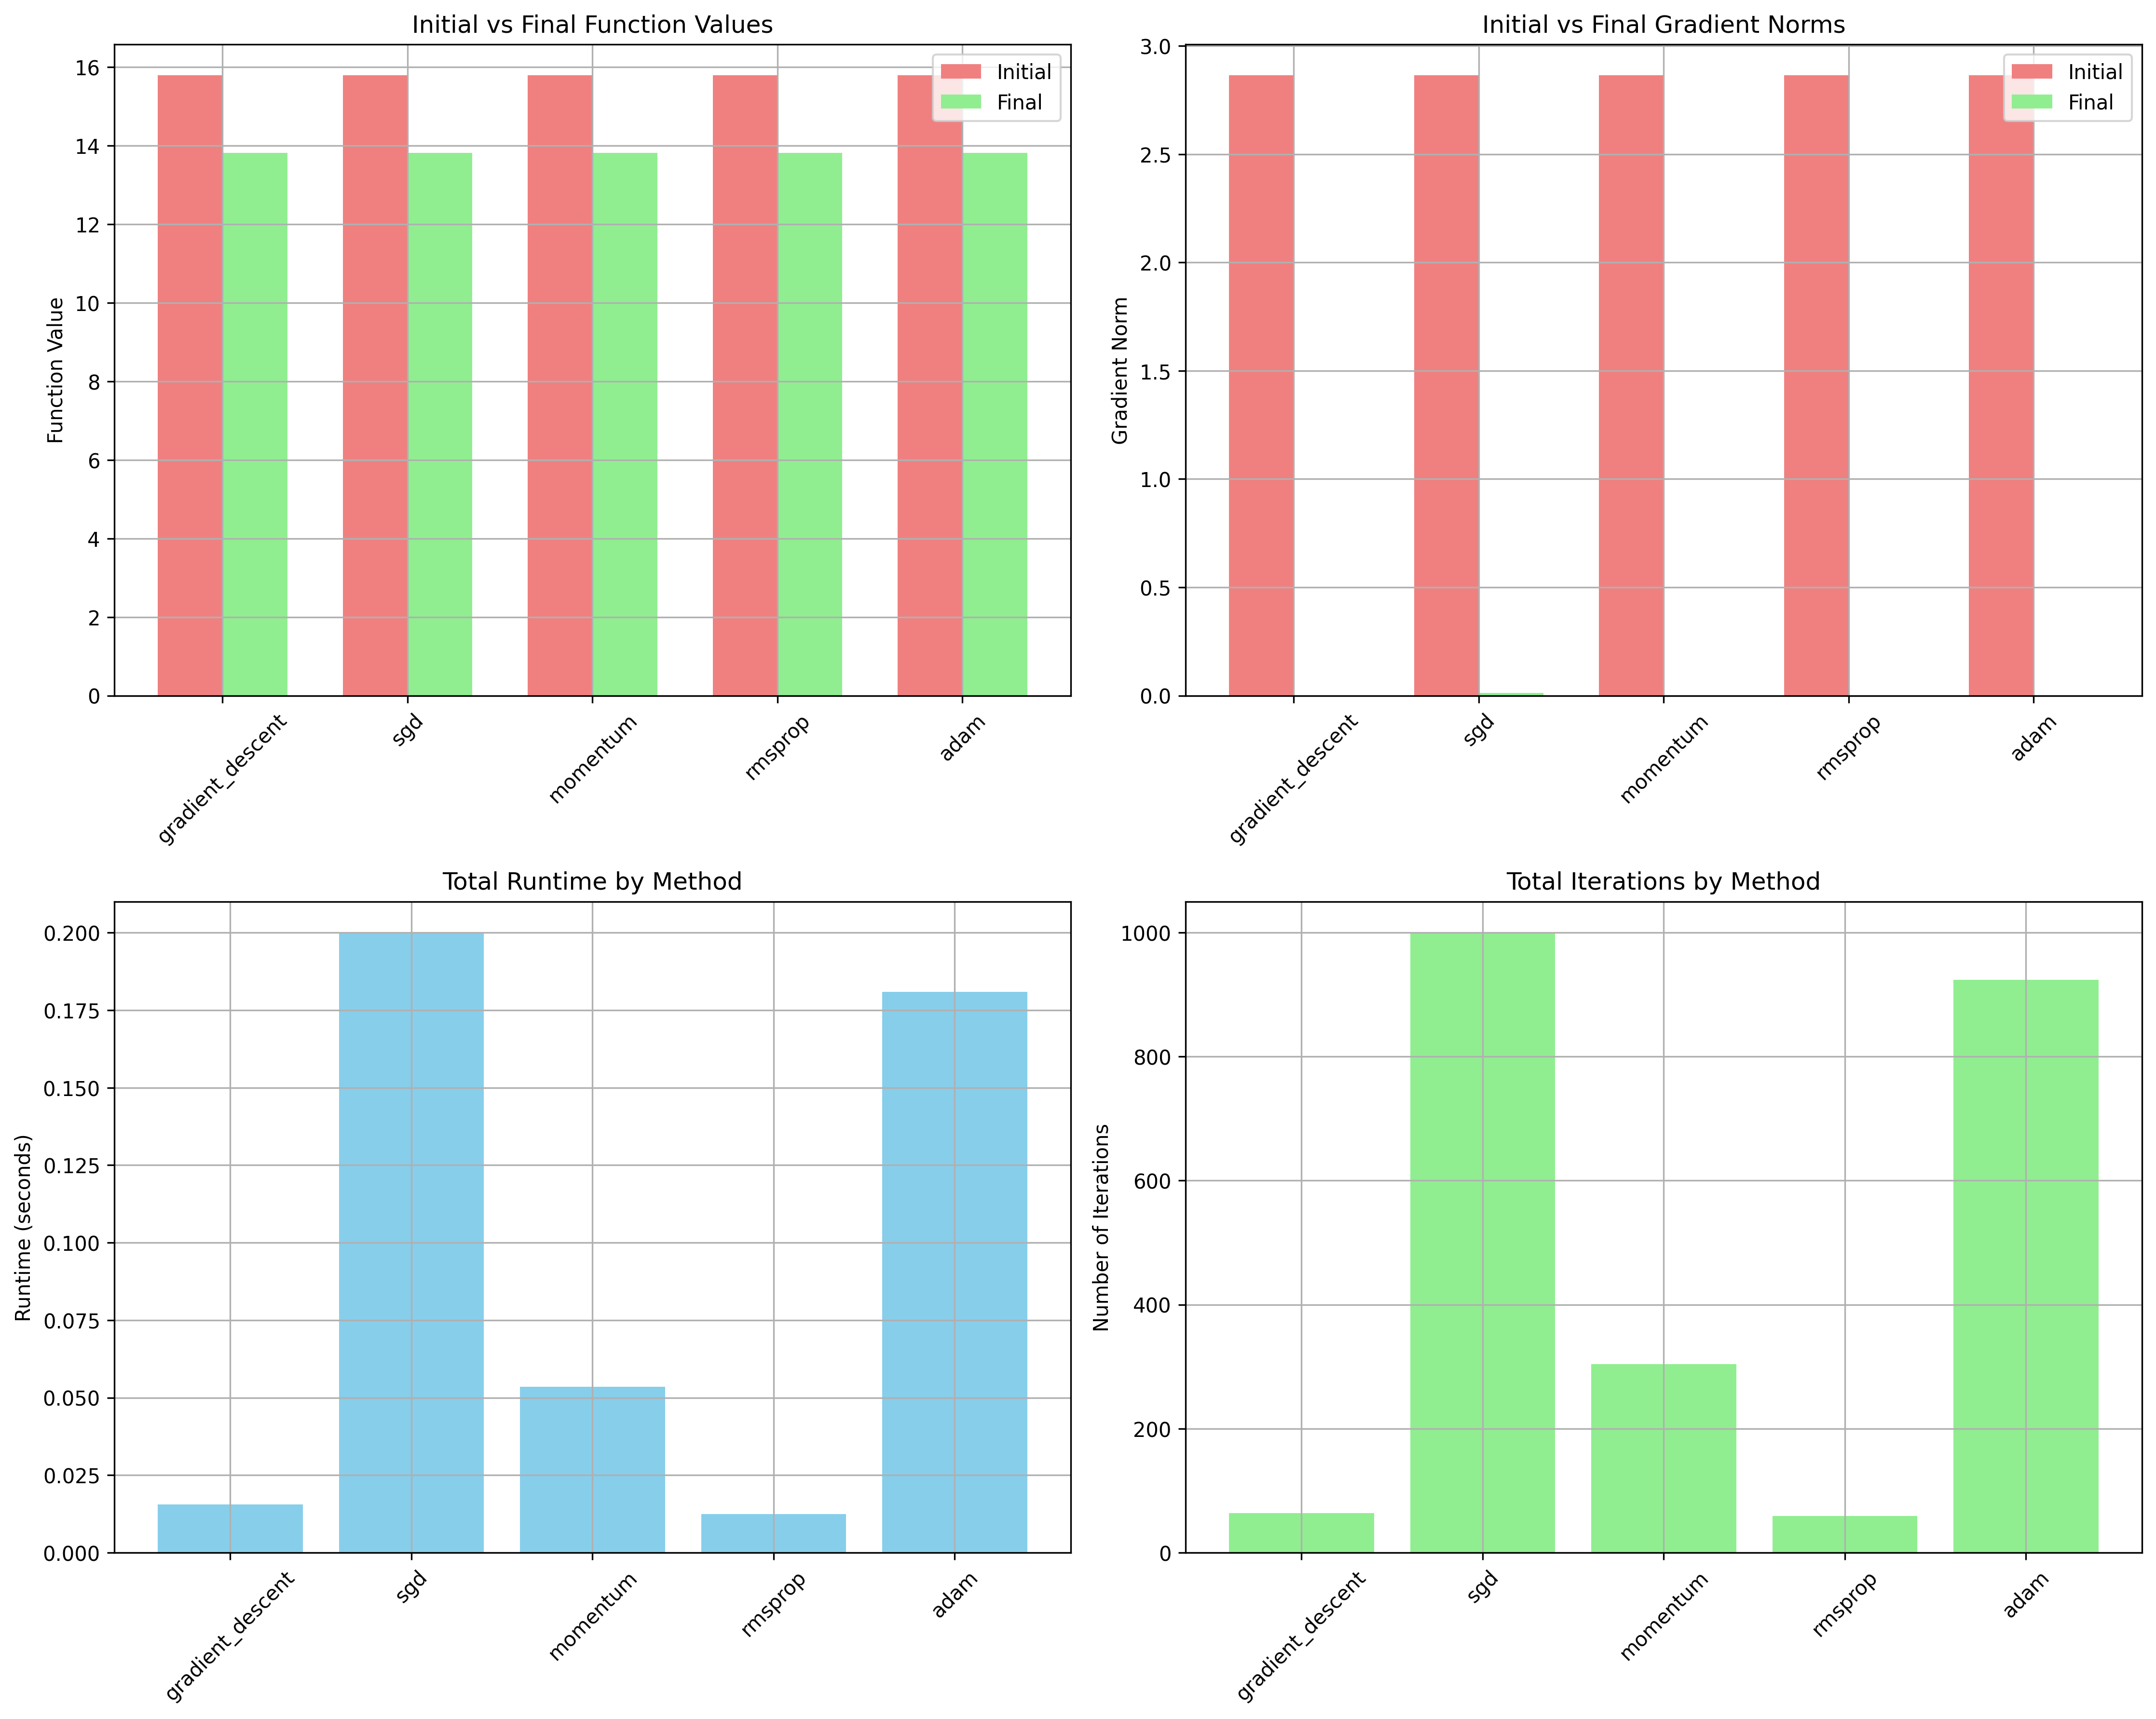 Initial vs Final Function Values
Function Value
16
14
12
10
8
6
4
2
0
Initial
Final
gradient_descent
sgd
momentum
rmsprop
adam
Initial vs Final Gradient Norms
Gradient Norm
3.0
2.5
2.0
1.5
1.0
0.5
0.0
Initial
Final
gradient_descent
sgd
momentum
rmsprop
adam
Total Runtime by Method
Runtime (seconds)
0.200
0.175
0.150
0.125
0.100
0.075
0.050
0.025
0.000
gradient_descent
sgd
momentum
rmsprop
adam
Total Iterations by Method
Number of Iterations
1000
800
600
400
200
0
gradient_descent
sgd
momentum
rmsprop
adam